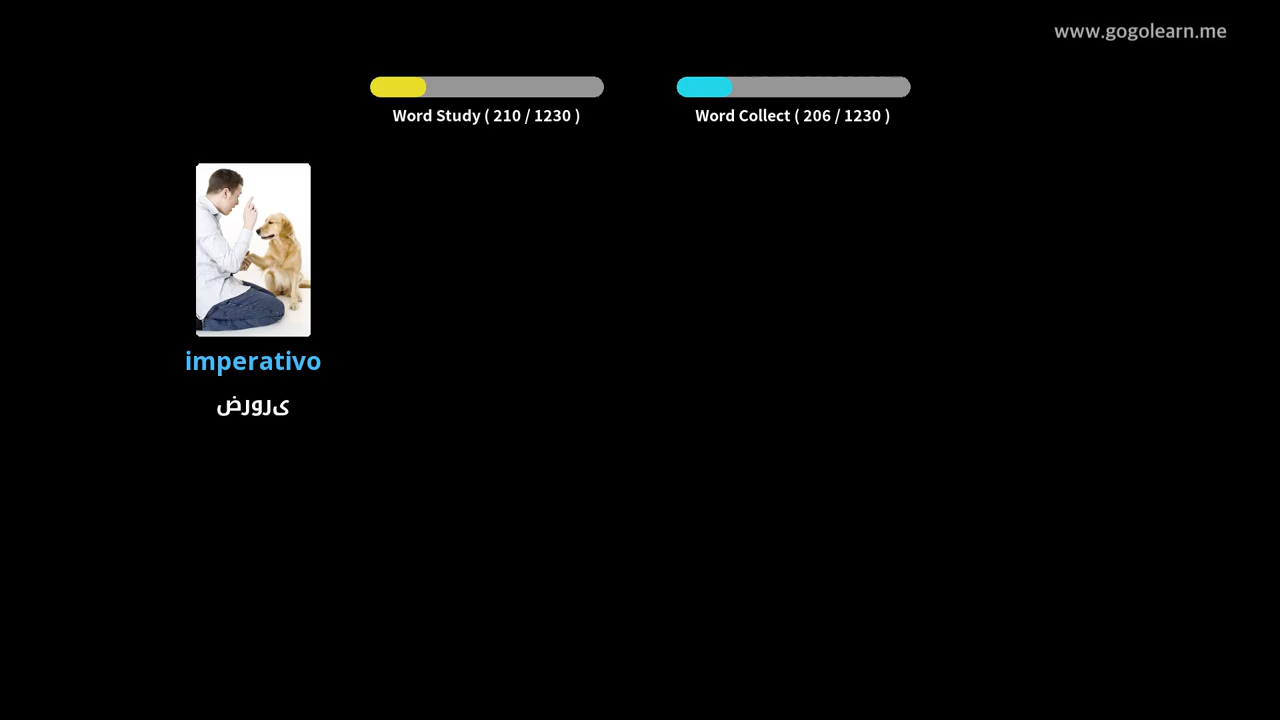 www.gogolearn.me
Word Study ( 210 / 1230 )
Word Collect ( 206 / 1230 )
imperativo
ضروری